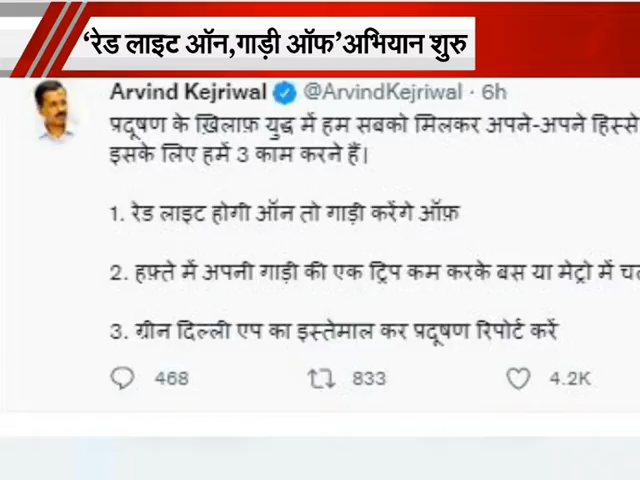 ‘रेड लाइट ऑन,गाड़ी ऑफ’अभियान शुरु
Arvind Kejriwal @ArvindKejriwal · 6h
प्रदूषण के ख़िलाफ़ युद्ध में हम सबको मिलकर अपने-अपने हिस्से
इसके लिए हमें 3 काम करने हैं।
1. रेड लाइट होगी ऑन तो गाड़ी करेंगे ऑफ़
2. हफ़्ते में अपनी गाड़ी की एक ट्रिप कम करके बस या मेट्रो में
3. ग्रीन दिल्ली एप का इस्तेमाल कर प्रदूषण रिपोर्ट करें
468 833 4.2K